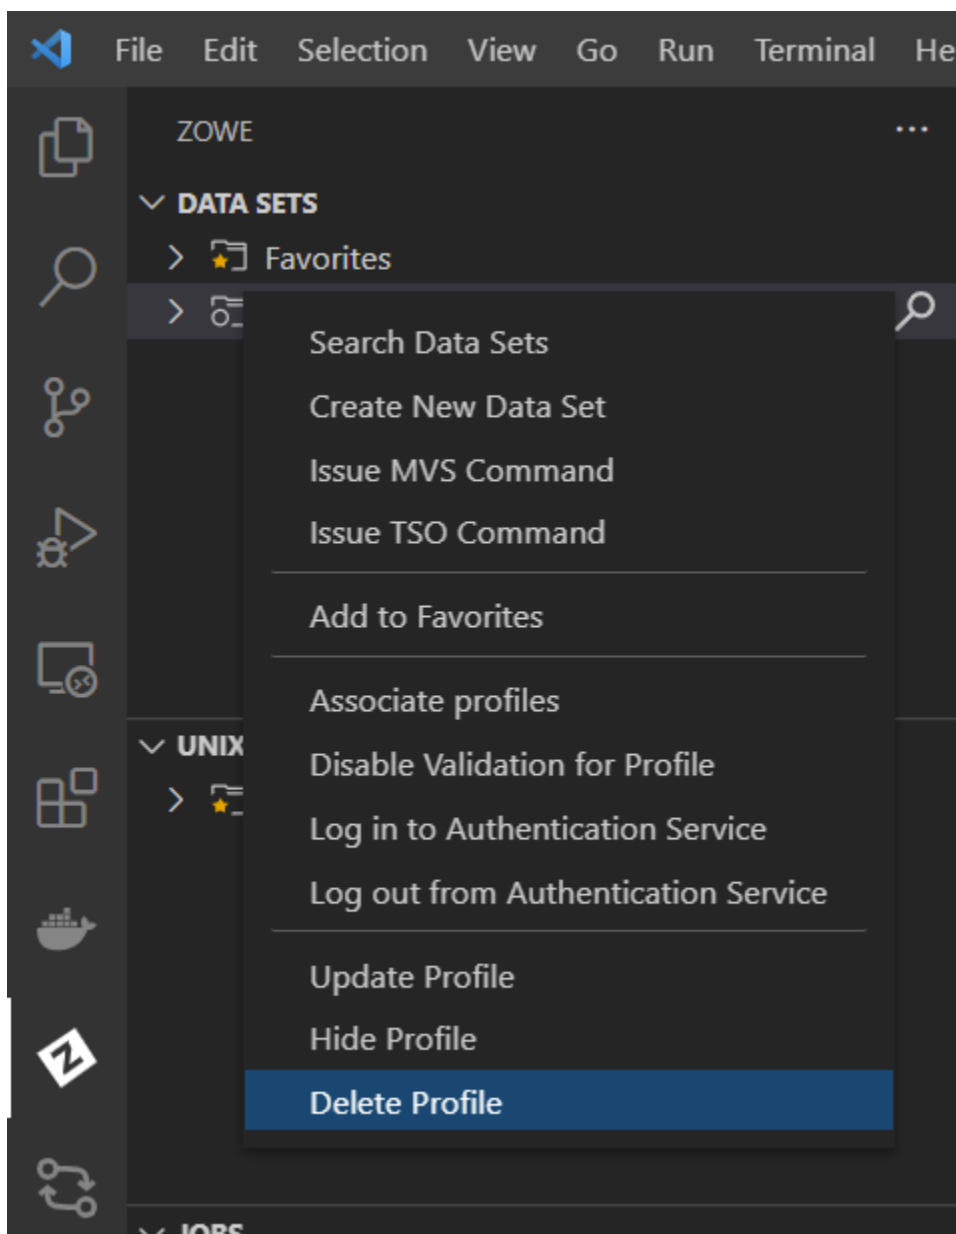 File Edit Selection View Go Run Terminal He
ZOWE
DATA SETS
Favorites
Search Data Sets
Create New Data Set
Issue MVS Command
Issue TSO Command
Add to Favorites
Associate profiles
UNIX
Disable Validation for Profile
Log in to Authentication Service
Log out from Authentication Service
Update Profile
Hide Profile
Delete Profile
JOBS